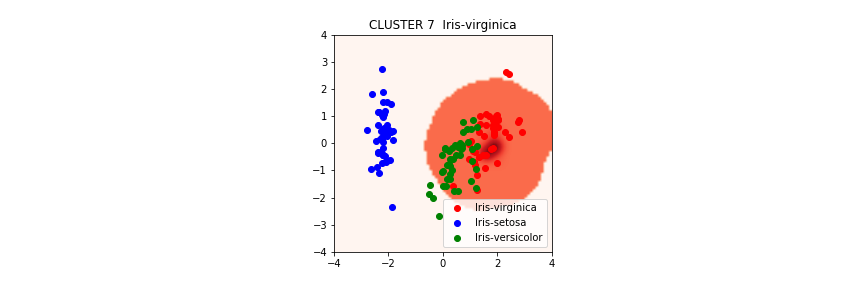 CLUSTER 7  Iris-virginica
4
3
2
1
0
−1
−2
−3
−4
−4 −2 0 2 4
Iris-virginica
Iris-setosa
Iris-versicolor